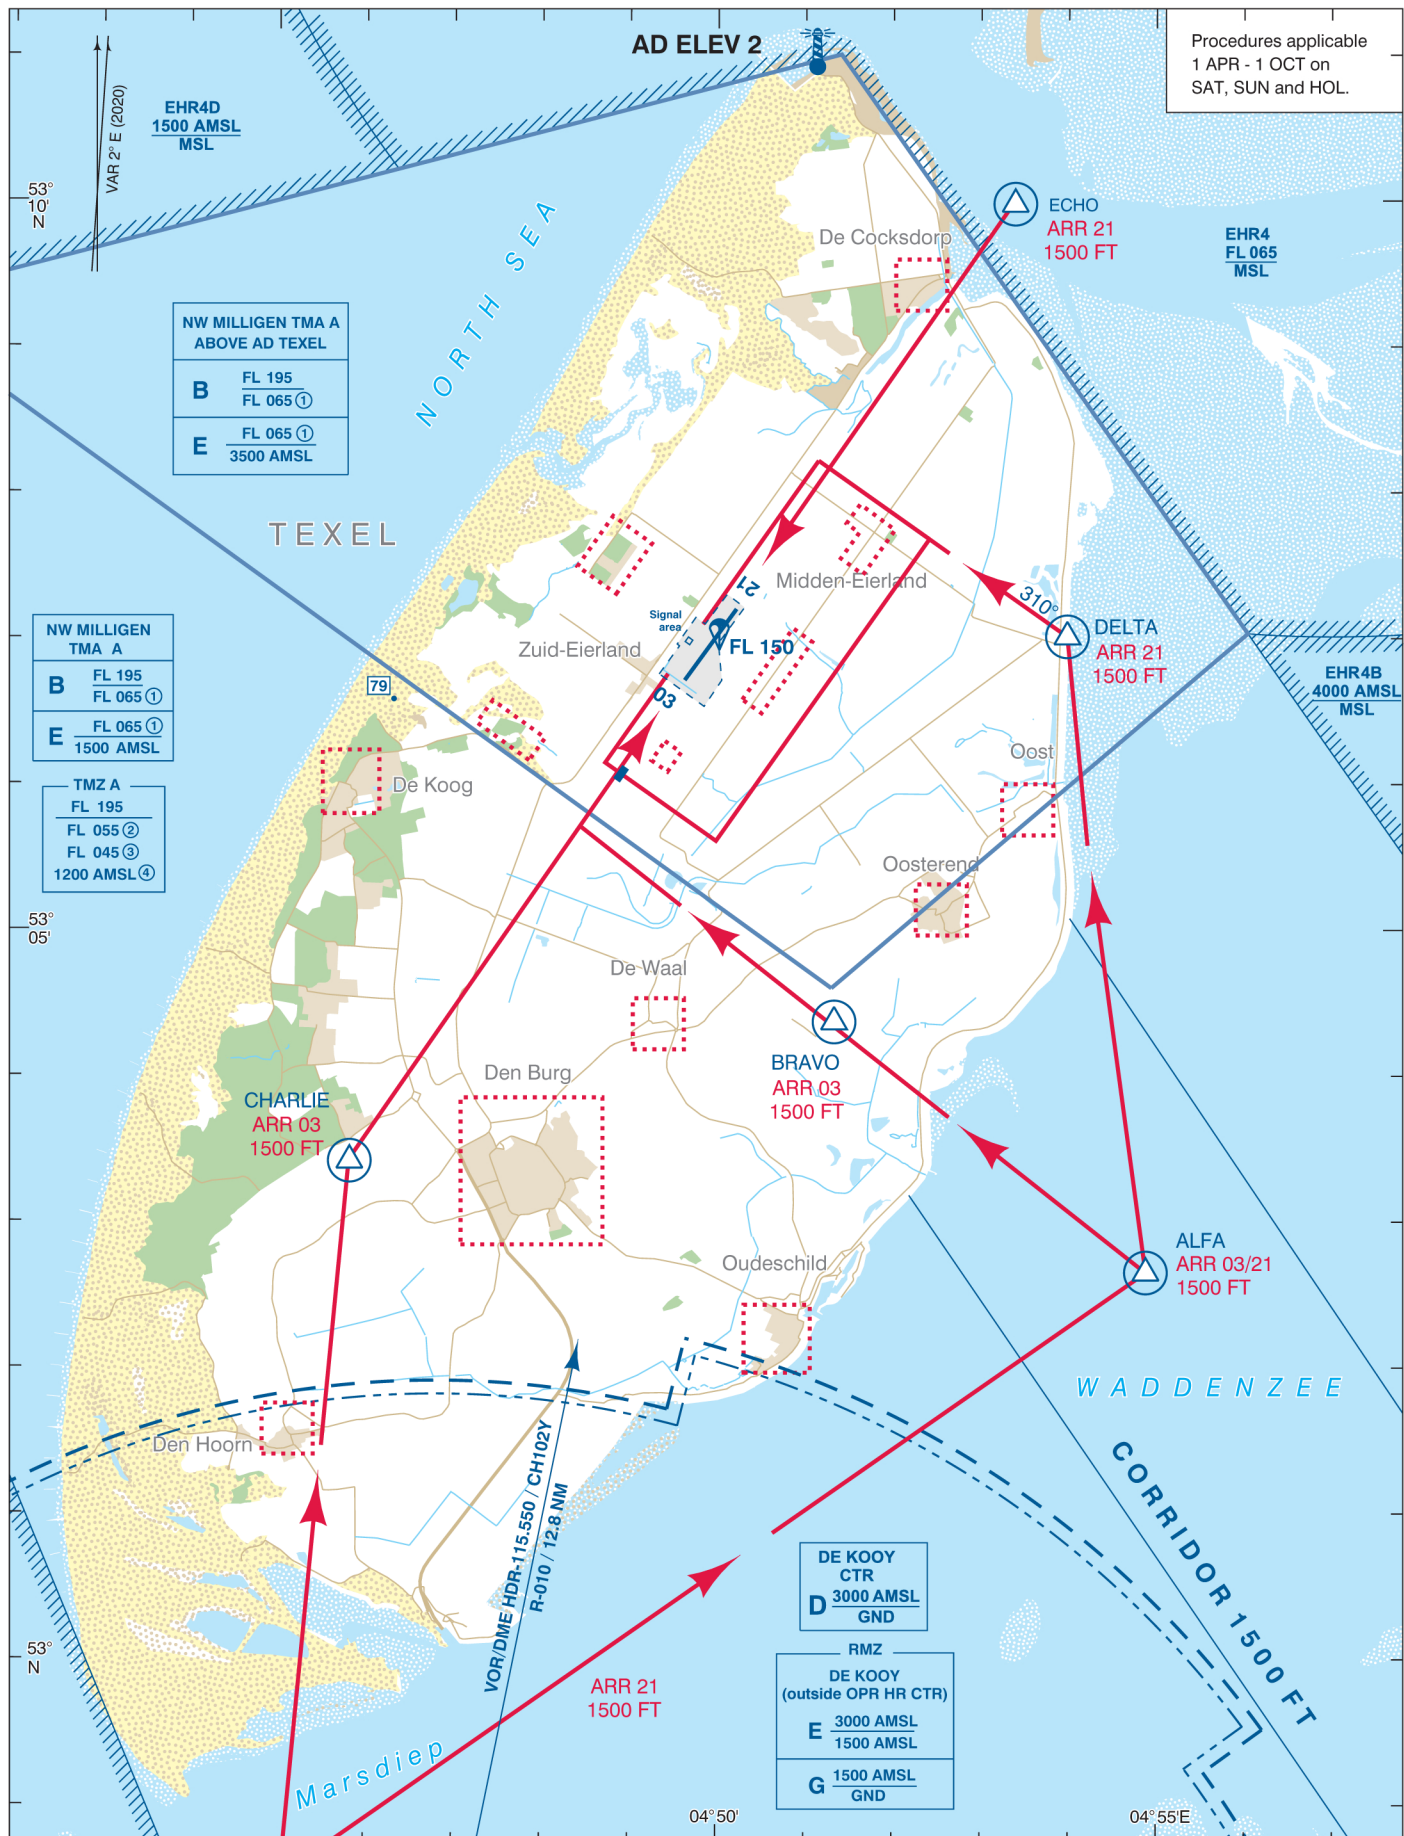 AD ELEV 2
Procedures applicable
1 APR - 1 OCT on
SAT, SUN and HOL.
VAR 2° E (2020)
EHR4D
1500 AMSL
MSL
53°
10'
N
NORTH SEA
ECHO
ARR 21
1500 FT
De Cocksdorp
EHR4
FL 065
MSL
NW MILLIGEN TMA A
ABOVE AD TEXEL
B
FL 195
FL 065 ①
E
FL 065 ①
3500 AMSL
TEXEL
21
Midden-Eierland
310°
Signal
area
FL 150
Zuid-Eierland
03
DELTA
ARR 21
1500 FT
NW MILLIGEN
TMA A
B
FL 195
FL 065 ①
E
FL 065 ①
1500 AMSL
79
EHR4B
4000 AMSL
MSL
Oost
De Koog
TMZ A
FL 195
FL 055 ②
FL 045 ③
1200 AMSL ④
Oosterend
53°
05'
De Waal
BRAVO
ARR 03
1500 FT
Den Burg
CHARLIE
ARR 03
1500 FT
ALFA
ARR 03/21
1500 FT
Oudeschild
WADDENZEE
Den Hoorn
CORRIDOR 1500 FT
VOR/DME HDR-115.550 / CH102Y
R-010 / 12.8 NM
DE KOOY
CTR
D
3000 AMSL
GND
RMZ
DE KOOY
(outside OPR HR CTR)
E
3000 AMSL
1500 AMSL
G
1500 AMSL
GND
53°
N
ARR 21
1500 FT
Marsdiep
04°50'
04°55'E